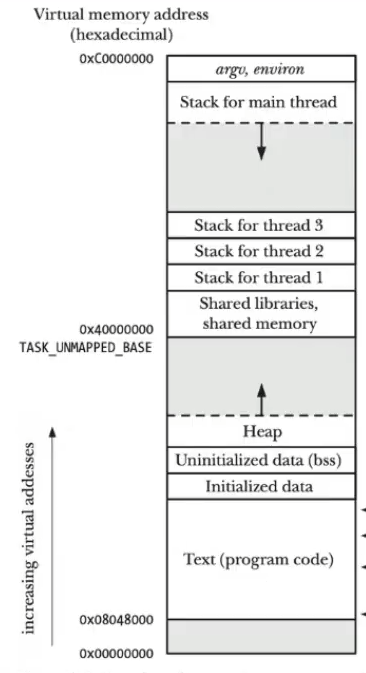 Virtual memory address
(hexadecimal)
0xC0000000
argv, environ
Stack for main thread
Stack for thread 3
Stack for thread 2
Stack for thread 1
Shared libraries,
shared memory
0x40000000
TASK_UNMAPPED_BASE
Heap
Uninitialized data (bss)
Initialized data
Text (program code)
increasing virtual addesses
0x08048000
0x00000000